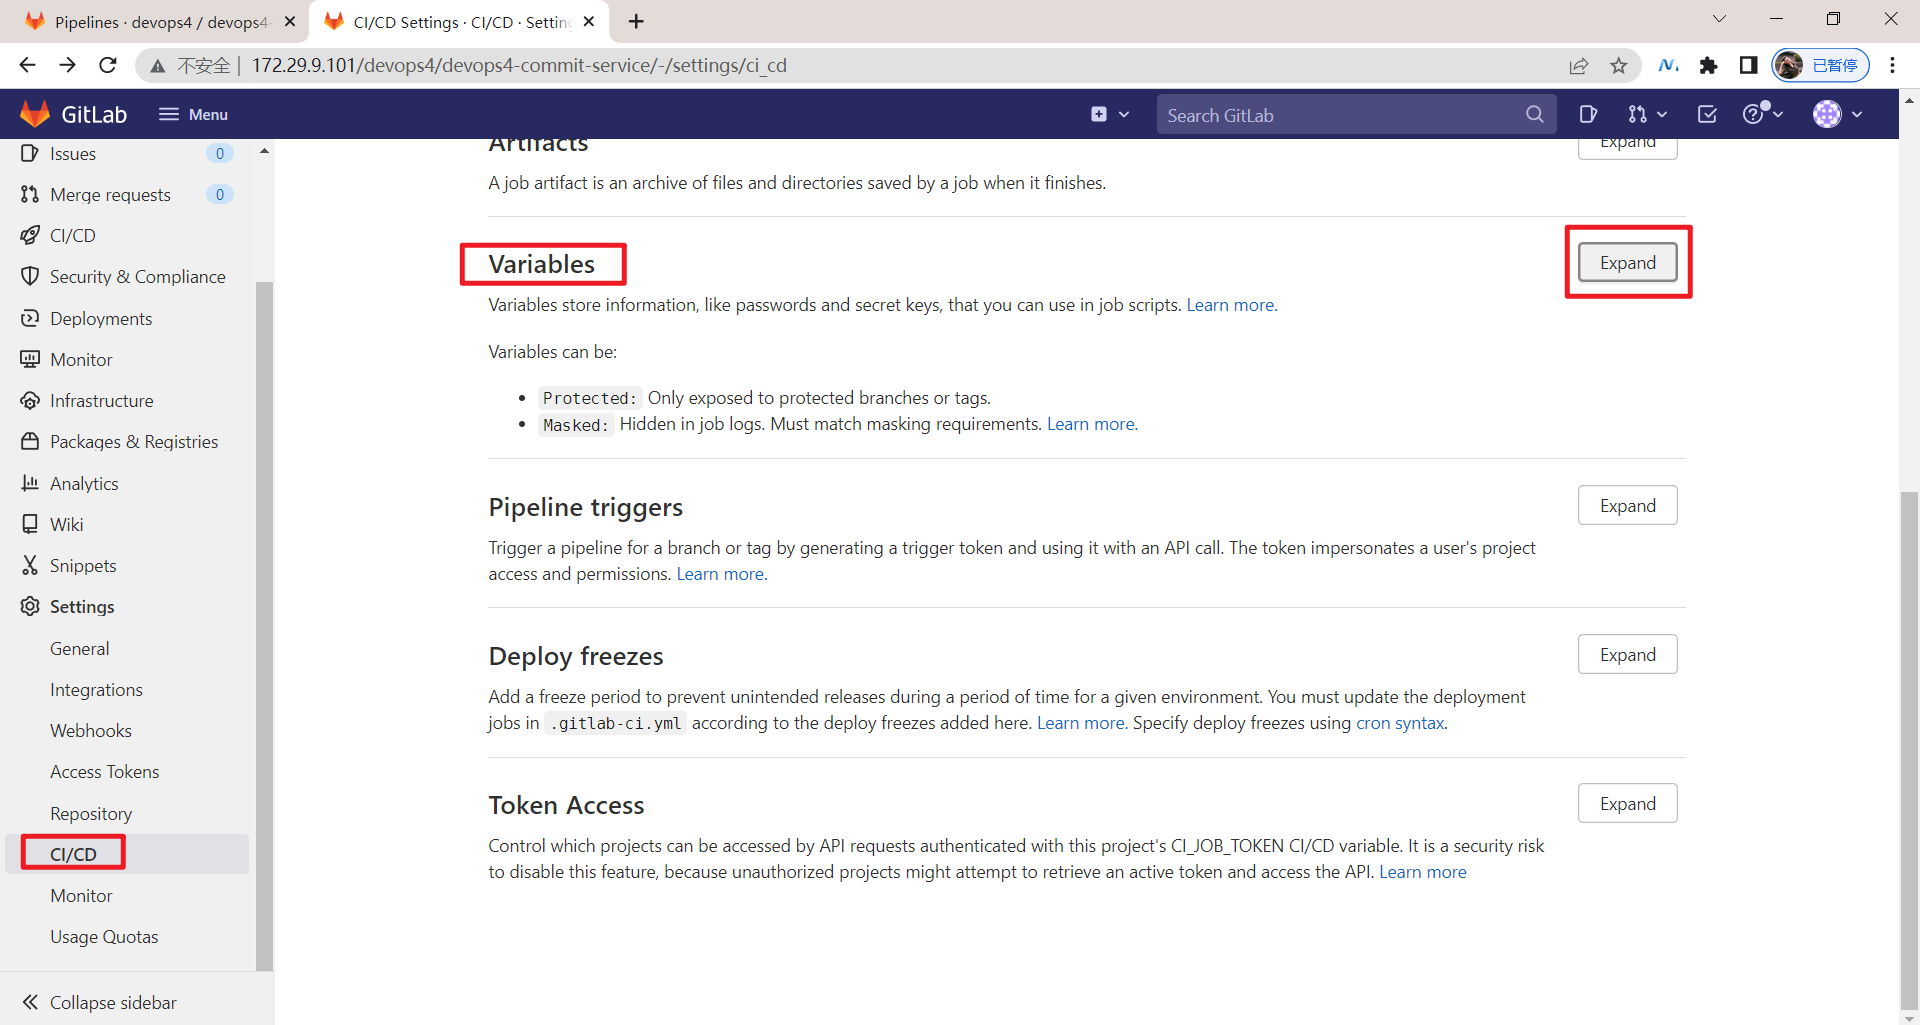 Pipelines · devops4 / devops4-
CI/CD Settings · CI/CD · Settin
不安全 172.29.9.101/devops4/devops4-commit-service/-/settings/ci_cd
已暂停
GitLab
Menu
Search GitLab
Issues 0
Merge requests 0
CI/CD
Security & Compliance
Deployments
Monitor
Infrastructure
Packages & Registries
Analytics
Wiki
Snippets
Settings
General
Integrations
Webhooks
Access Tokens
Repository
CI/CD
Monitor
Usage Quotas
Collapse sidebar
Artifacts
Expand
A job artifact is an archive of files and directories saved by a job when it finishes.
Variables
Expand
Variables store information, like passwords and secret keys, that you can use in job scripts. Learn more.
Variables can be:
• Protected: Only exposed to protected branches or tags.
• Masked: Hidden in job logs. Must match masking requirements. Learn more.
Pipeline triggers
Expand
Trigger a pipeline for a branch or tag by generating a trigger token and using it with an API call. The token impersonates a user's project
access and permissions. Learn more.
Deploy freezes
Expand
Add a freeze period to prevent unintended releases during a period of time for a given environment. You must update the deployment
jobs in .gitlab-ci.yml according to the deploy freezes added here. Learn more. Specify deploy freezes using cron syntax.
Token Access
Expand
Control which projects can be accessed by API requests authenticated with this project's CI_JOB_TOKEN CI/CD variable. It is a security risk
to disable this feature, because unauthorized projects might attempt to retrieve an active token and access the API. Learn more